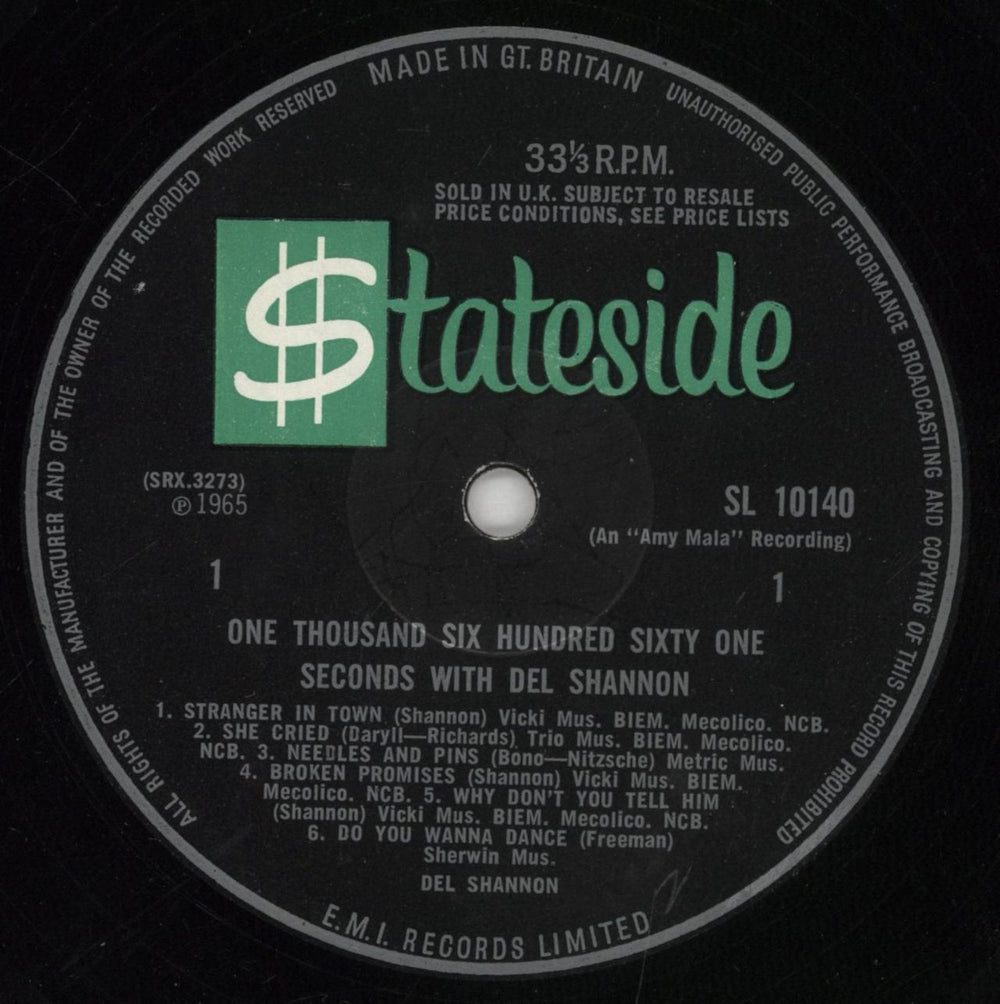 MADE IN GT. BRITAIN
UNAUTHORISED PUBLIC PERFORMANCE BROADCASTING AND COPYING OF THIS RECORD PROHIBITED
ALL RIGHTS OF THE MANUFACTURER AND OF THE OWNER OF THE RECORDED WORK RESERVED
33⅓ R.P.M.
SOLD IN U.K. SUBJECT TO RESALE
PRICE CONDITIONS, SEE PRICE LISTS
$tateside
(SRX.3273)
℗ 1965
SL 10140
(An "Amy Mala" Recording)
1
1
ONE THOUSAND SIX HUNDRED SIXTY ONE
SECONDS WITH DEL SHANNON
1. STRANGER IN TOWN (Shannon) Vicki Mus. BIEM. Mecolico. NCB.
2. SHE CRIED (Daryll—Richards) Trio Mus. BIEM. Mecolico.
NCB. 3. NEEDLES AND PINS (Bono—Nitzsche) Metric Mus.
4. BROKEN PROMISES (Shannon) Vicki Mus. BIEM.
Mecolico. NCB. 5. WHY DON'T YOU TELL HIM
(Shannon) Vicki Mus. BIEM. Mecolico. NCB.
6. DO YOU WANNA DANCE (Freeman)
Sherwin Mus.
DEL SHANNON
E.M.I. RECORDS LIMITED